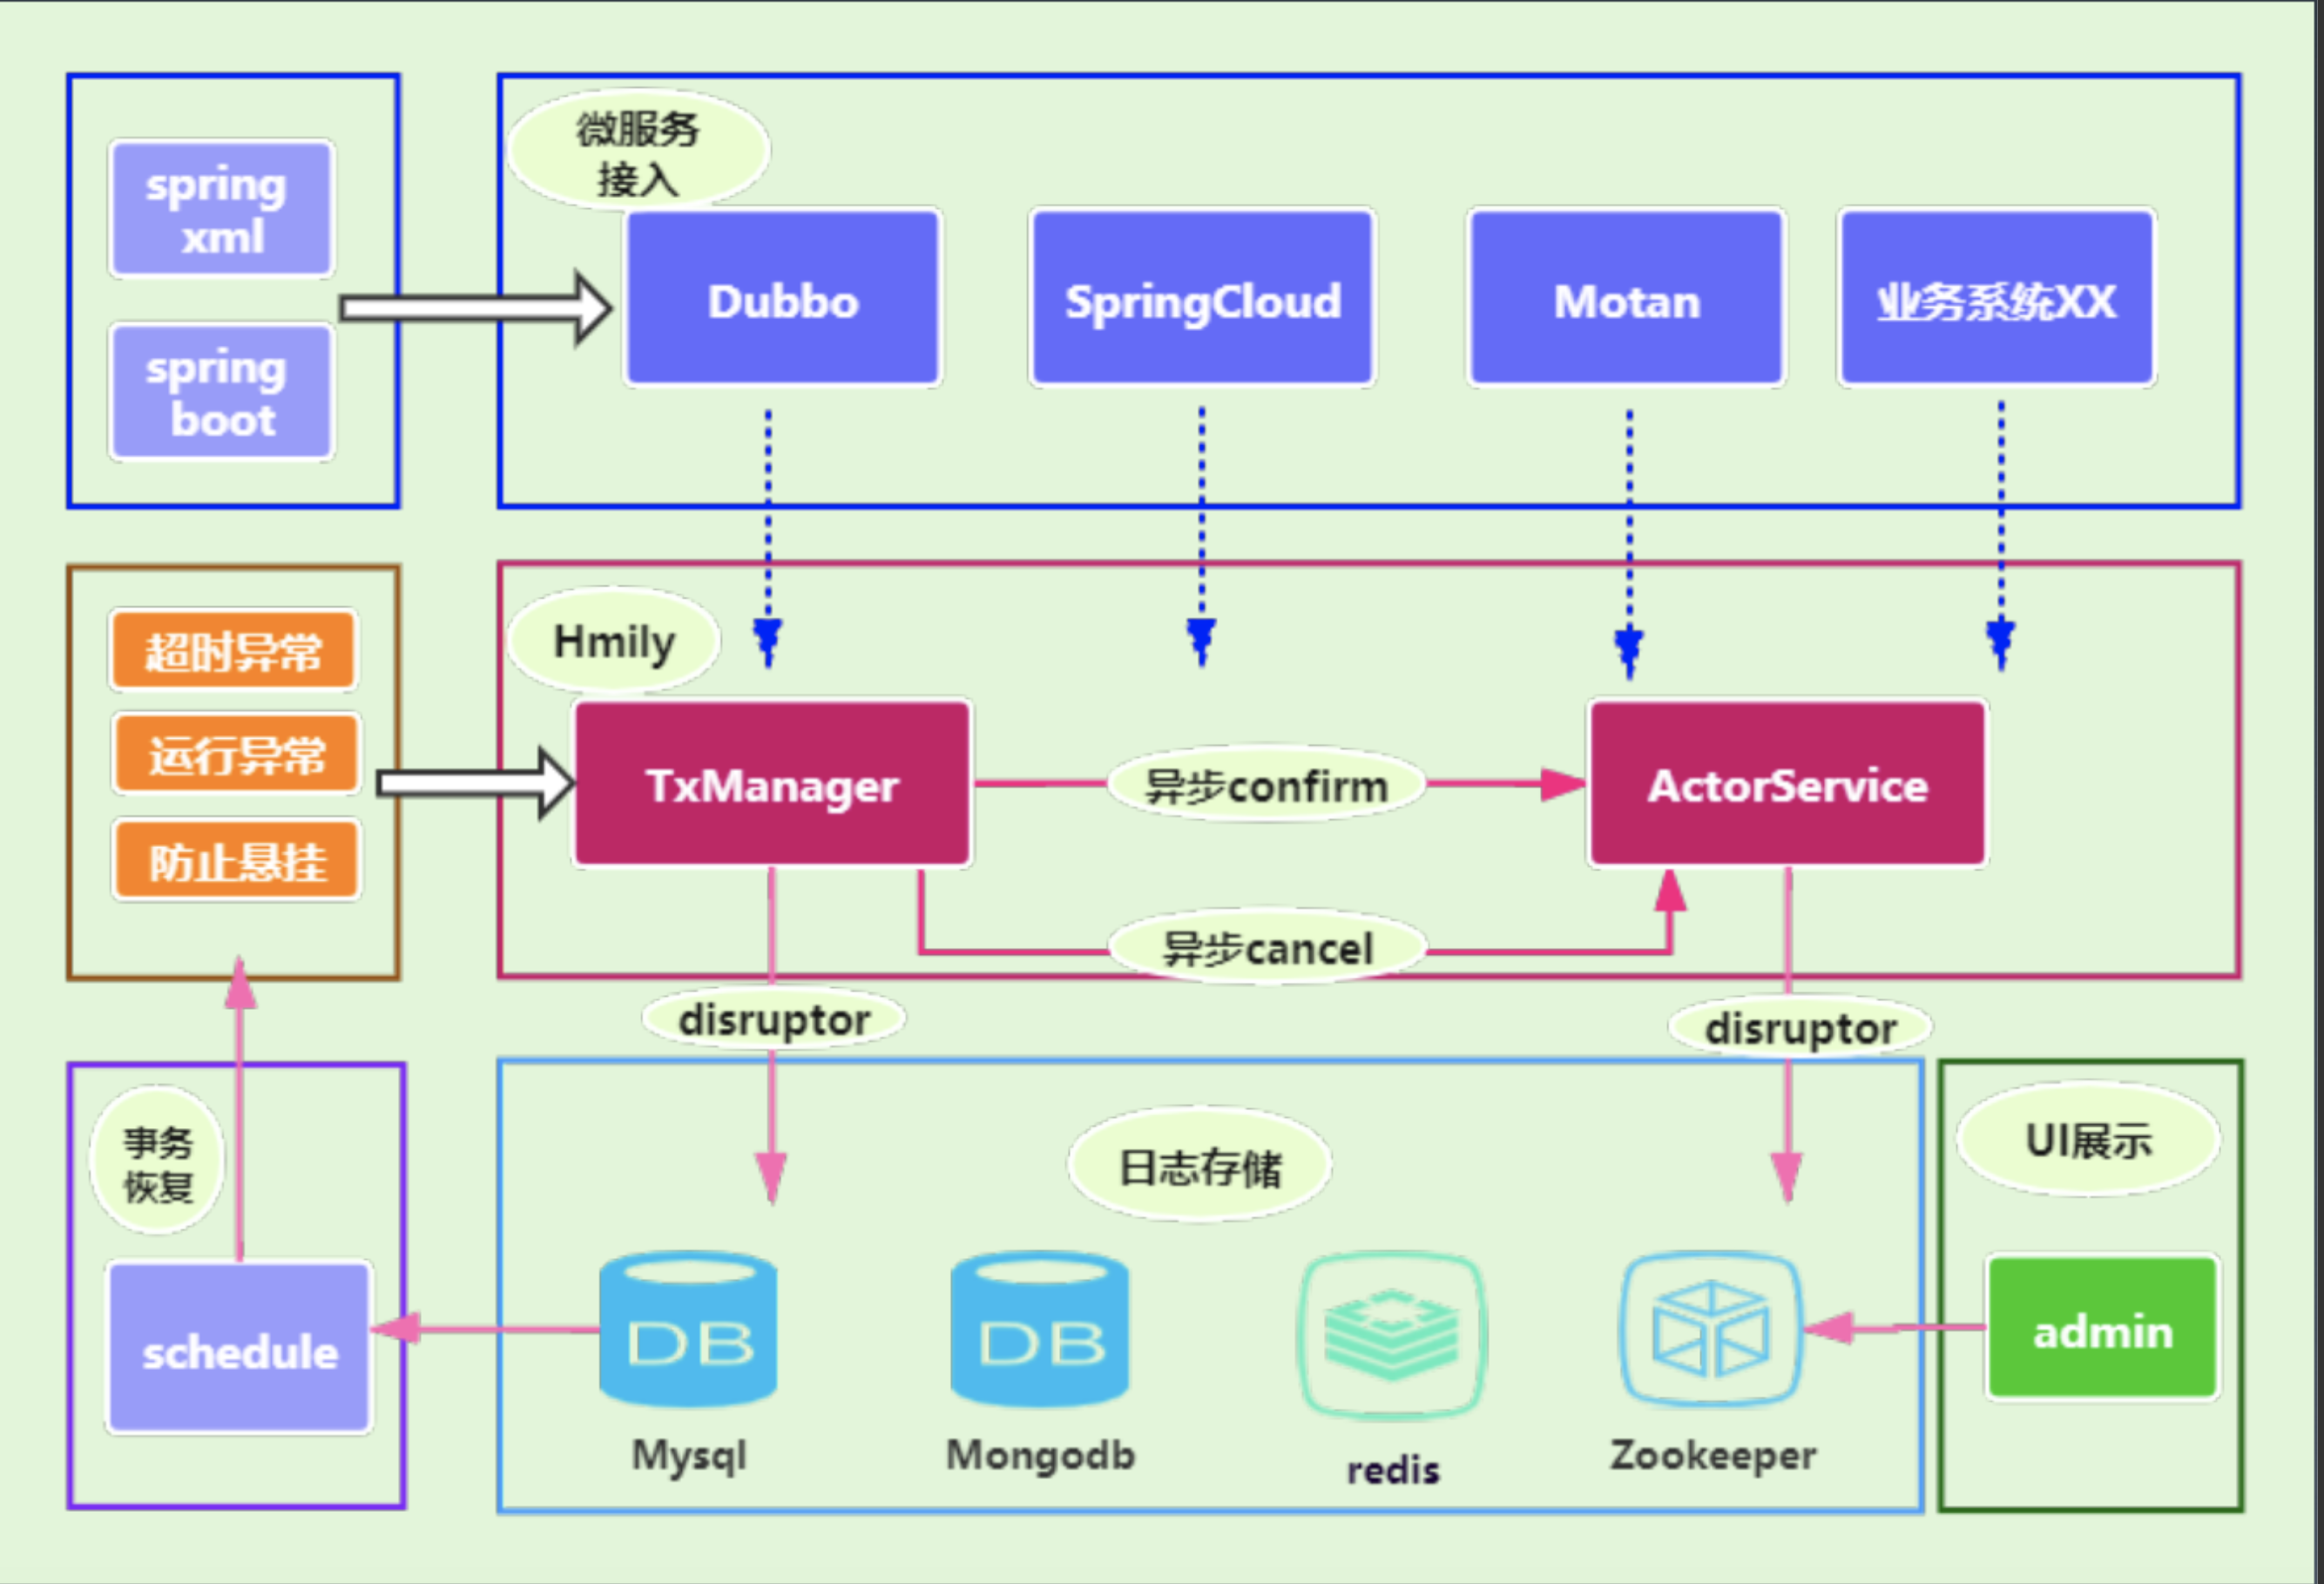 spring
xml
spring
boot
微服务
接入
Dubbo
SpringCloud
Motan
业务系统XX
超时异常
运行异常
防止悬挂
Hmily
TxManager
异步confirm
ActorService
异步cancel
disruptor
disruptor
事务
恢复
schedule
日志存储
DB
Mysql
DB
Mongodb
redis
Zookeeper
UI展示
admin